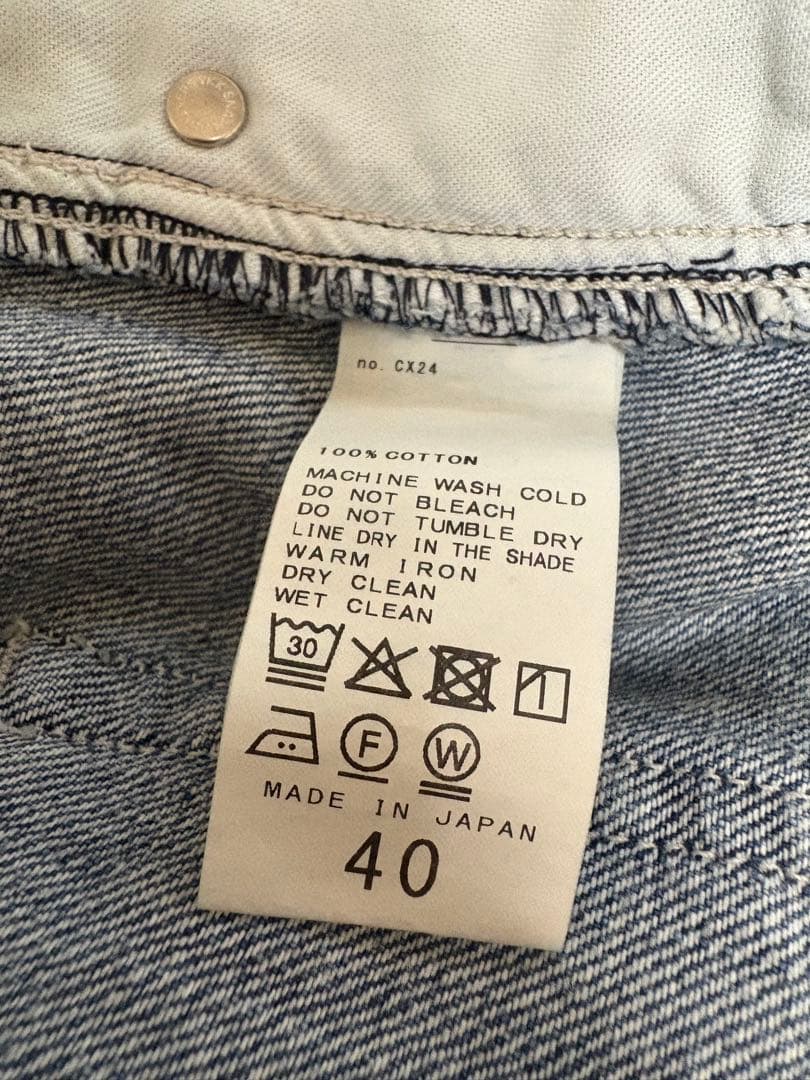 no. CX24
100% COTTON
MACHINE WASH COLD
DO NOT BLEACH
DO NOT TUMBLE DRY
LINE DRY IN THE SHADE
WARM IRON
DRY CLEAN
WET CLEAN
30
F W
MADE IN JAPAN
40